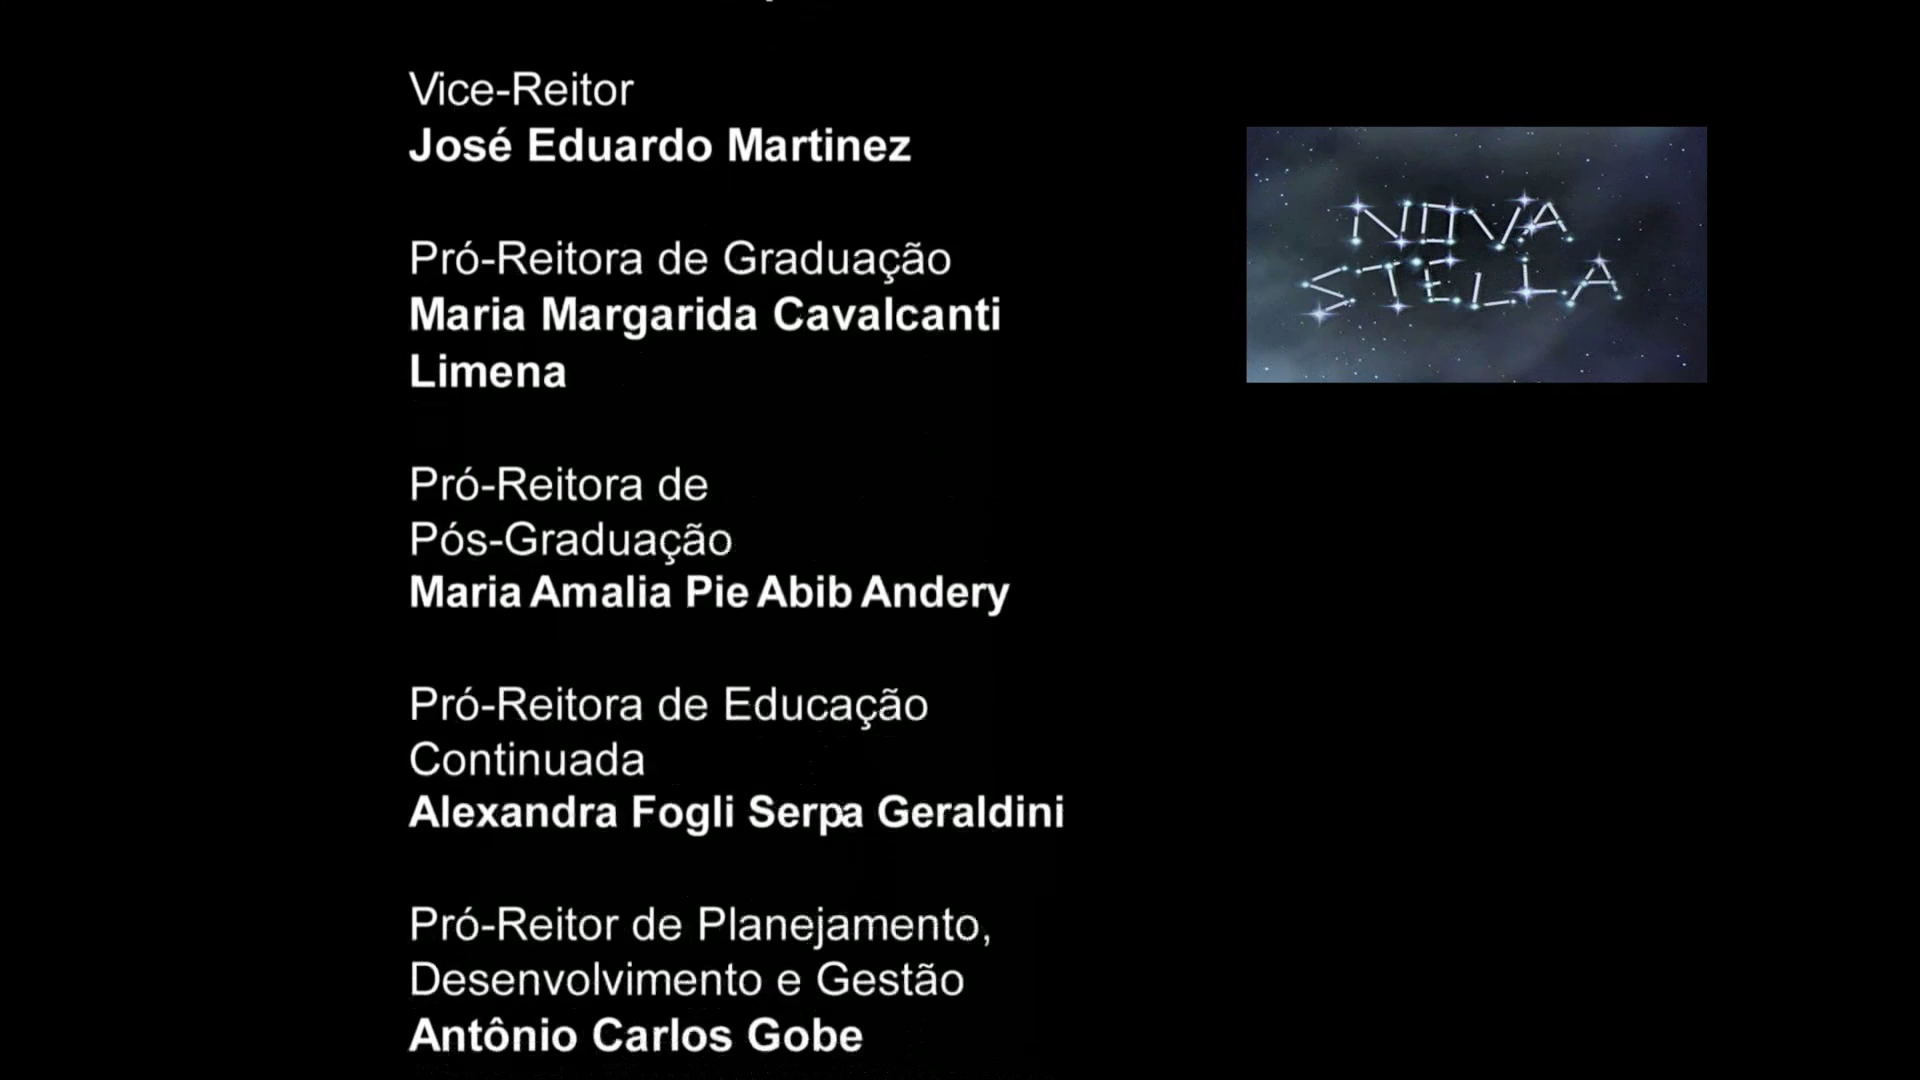 Vice-Reitor
José Eduardo Martinez
Pró-Reitora de Graduação
Maria Margarida Cavalcanti
Limena
Pró-Reitora de
Pós-Graduação
Maria Amalia Pie Abib Andery
Pró-Reitora de Educação
Continuada
Alexandra Fogli Serpa Geraldini
Pró-Reitor de Planejamento,
Desenvolvimento e Gestão
Antônio Carlos Gobe
NOVA
STELLA